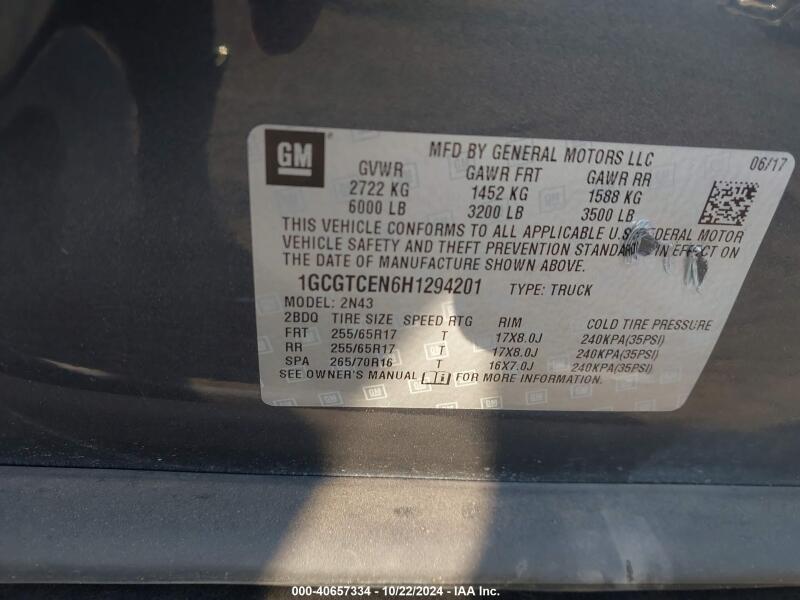 GM
MFD BY GENERAL MOTORS LLC
06/17
GVWR GAWR FRT GAWR RR
2722 KG 1452 KG 1588 KG
6000 LB 3200 LB 3500 LB
THIS VEHICLE CONFORMS TO ALL APPLICABLE U.S. FEDERAL MOTOR
VEHICLE SAFETY AND THEFT PREVENTION STANDARDS IN EFFECT ON
THE DATE OF MANUFACTURE SHOWN ABOVE.
1GCGTCEN6H1294201 TYPE: TRUCK
MODEL: 2N43
2BDQ TIRE SIZE SPEED RTG RIM COLD TIRE PRESSURE
FRT 255/65R17 T 17X8.0J 240KPA(35PSI)
RR 255/65R17 T 17X8.0J 240KPA(35PSI)
SPA 265/70R16 T 16X7.0J 240KPA(35PSI)
SEE OWNER'S MANUAL FOR MORE INFORMATION.
000-40657334 - 10/22/2024 - IAA Inc.